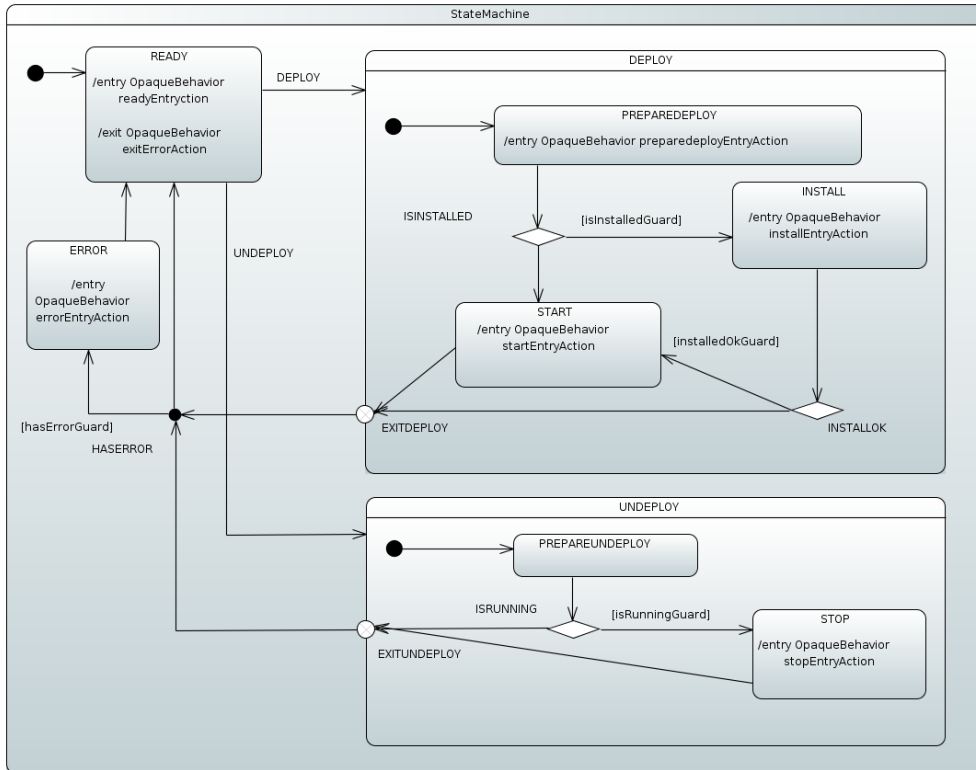 StateMachine
READY
/entry OpaqueBehavior
readyEntryction
/exit OpaqueBehavior
exitErrorAction
DEPLOY
DEPLOY
PREPAREDEPLOY
/entry OpaqueBehavior preparedeployEntryAction
ISINSTALLED
[isInstalledGuard]
INSTALL
/entry OpaqueBehavior
installEntryAction
ERROR
/entry
OpaqueBehavior
errorEntryAction
UNDEPLOY
START
/entry OpaqueBehavior
startEntryAction
[installedOkGuard]
[hasErrorGuard]
HASERROR
EXITDEPLOY
INSTALLOK
UNDEPLOY
PREPAREUNDEPLOY
ISRUNNING
[isRunningGuard]
STOP
/entry OpaqueBehavior
stopEntryAction
EXITUNDEPLOY